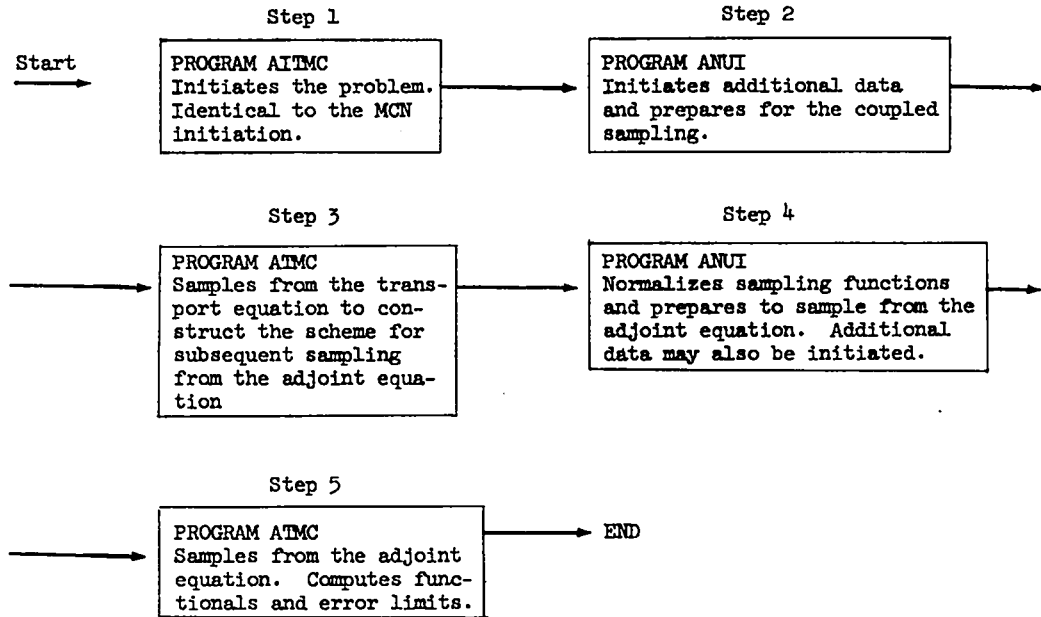 Step 1
Step 2
Start
PROGRAM AITMC
Initiates the problem.
Identical to the MCN
initiation.
PROGRAM ANUI
Initiates additional data
and prepares for the coupled
sampling.
Step 3
Step 4
PROGRAM ATMC
Samples from the trans-
port equation to con-
struct the scheme for
subsequent sampling
from the adjoint equa-
tion
PROGRAM ANUI
Normalizes sampling functions
and prepares to sample from the
adjoint equation. Additional
data may also be initiated.
Step 5
PROGRAM ATMC
Samples from the adjoint
equation. Computes func-
tionals and error limits.
END